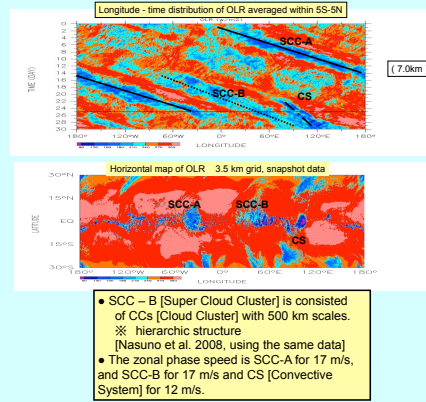 Longitude - time distribution of OLR averaged within 5S-5N
OLR (W/m2)
SCC-A
( 7.0km
SCC-B
CS
TIME (DAY)
0
2
4
6
8
10
12
14
16
18
20
22
24
26
28
30
180° 120°W 60°W 0° 60°E 120°E 180°
LONGITUDE
Horizontal map of OLR 3.5 km grid, snapshot data
30°N
15°N
EQ
15°S
30°S
LATITUDE
SCC-A
SCC-B
CS
180° 120°W 60°W 0° 60°E 120°E 180°
LONGITUDE
● SCC – B [Super Cloud Cluster] is consisted
of CCs [Cloud Cluster] with 500 km scales.
※ hierarchic structure
[Nasuno et al. 2008, using the same data]
● The zonal phase speed is SCC-A for 17 m/s,
and SCC-B for 17 m/s and CS [Convective
System] for 12 m/s.